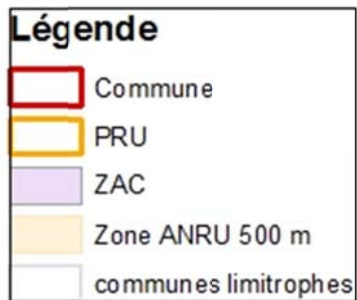 Légende
Commune
PRU
ZAC
Zone ANRU 500 m
communes limitrophes